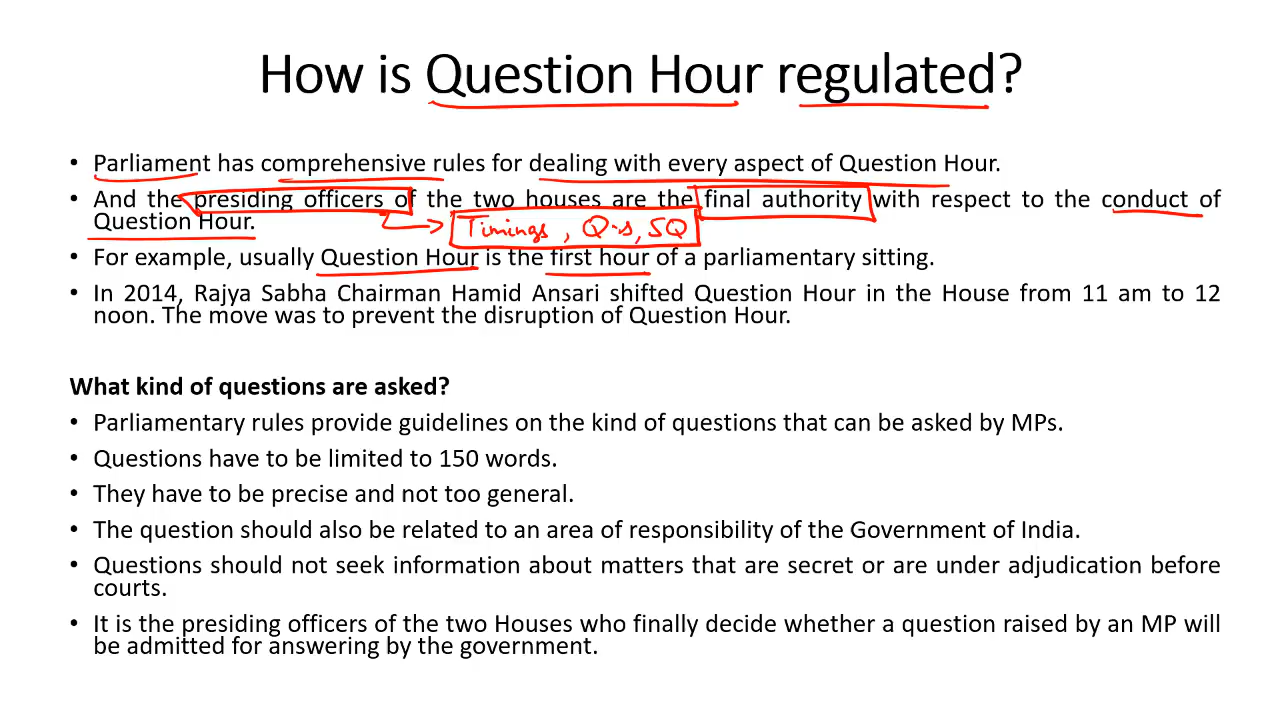 How is Question Hour regulated?
• Parliament has comprehensive rules for dealing with every aspect of Question Hour.
• And the presiding officers of the two houses are the final authority with respect to the conduct of
Question Hour.
Timings, Q·s, SQ
• For example, usually Question Hour is the first hour of a parliamentary sitting.
• In 2014, Rajya Sabha Chairman Hamid Ansari shifted Question Hour in the House from 11 am to 12
noon. The move was to prevent the disruption of Question Hour.
What kind of questions are asked?
• Parliamentary rules provide guidelines on the kind of questions that can be asked by MPs.
• Questions have to be limited to 150 words.
• They have to be precise and not too general.
• The question should also be related to an area of responsibility of the Government of India.
• Questions should not seek information about matters that are secret or are under adjudication before
courts.
• It is the presiding officers of the two Houses who finally decide whether a question raised by an MP will
be admitted for answering by the government.